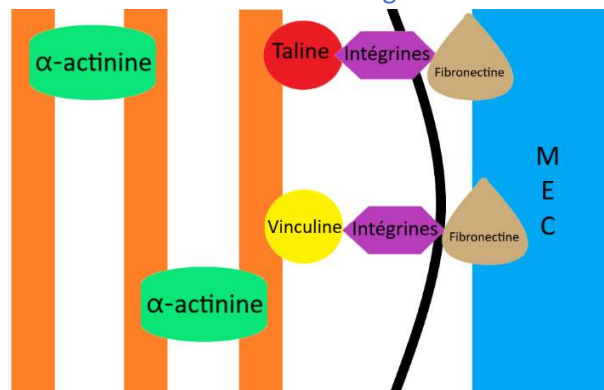 α-actinine
Taline
Intégrines
Fibronectine
M
E
C
Vinculine
Intégrines
Fibronectine
α-actinine